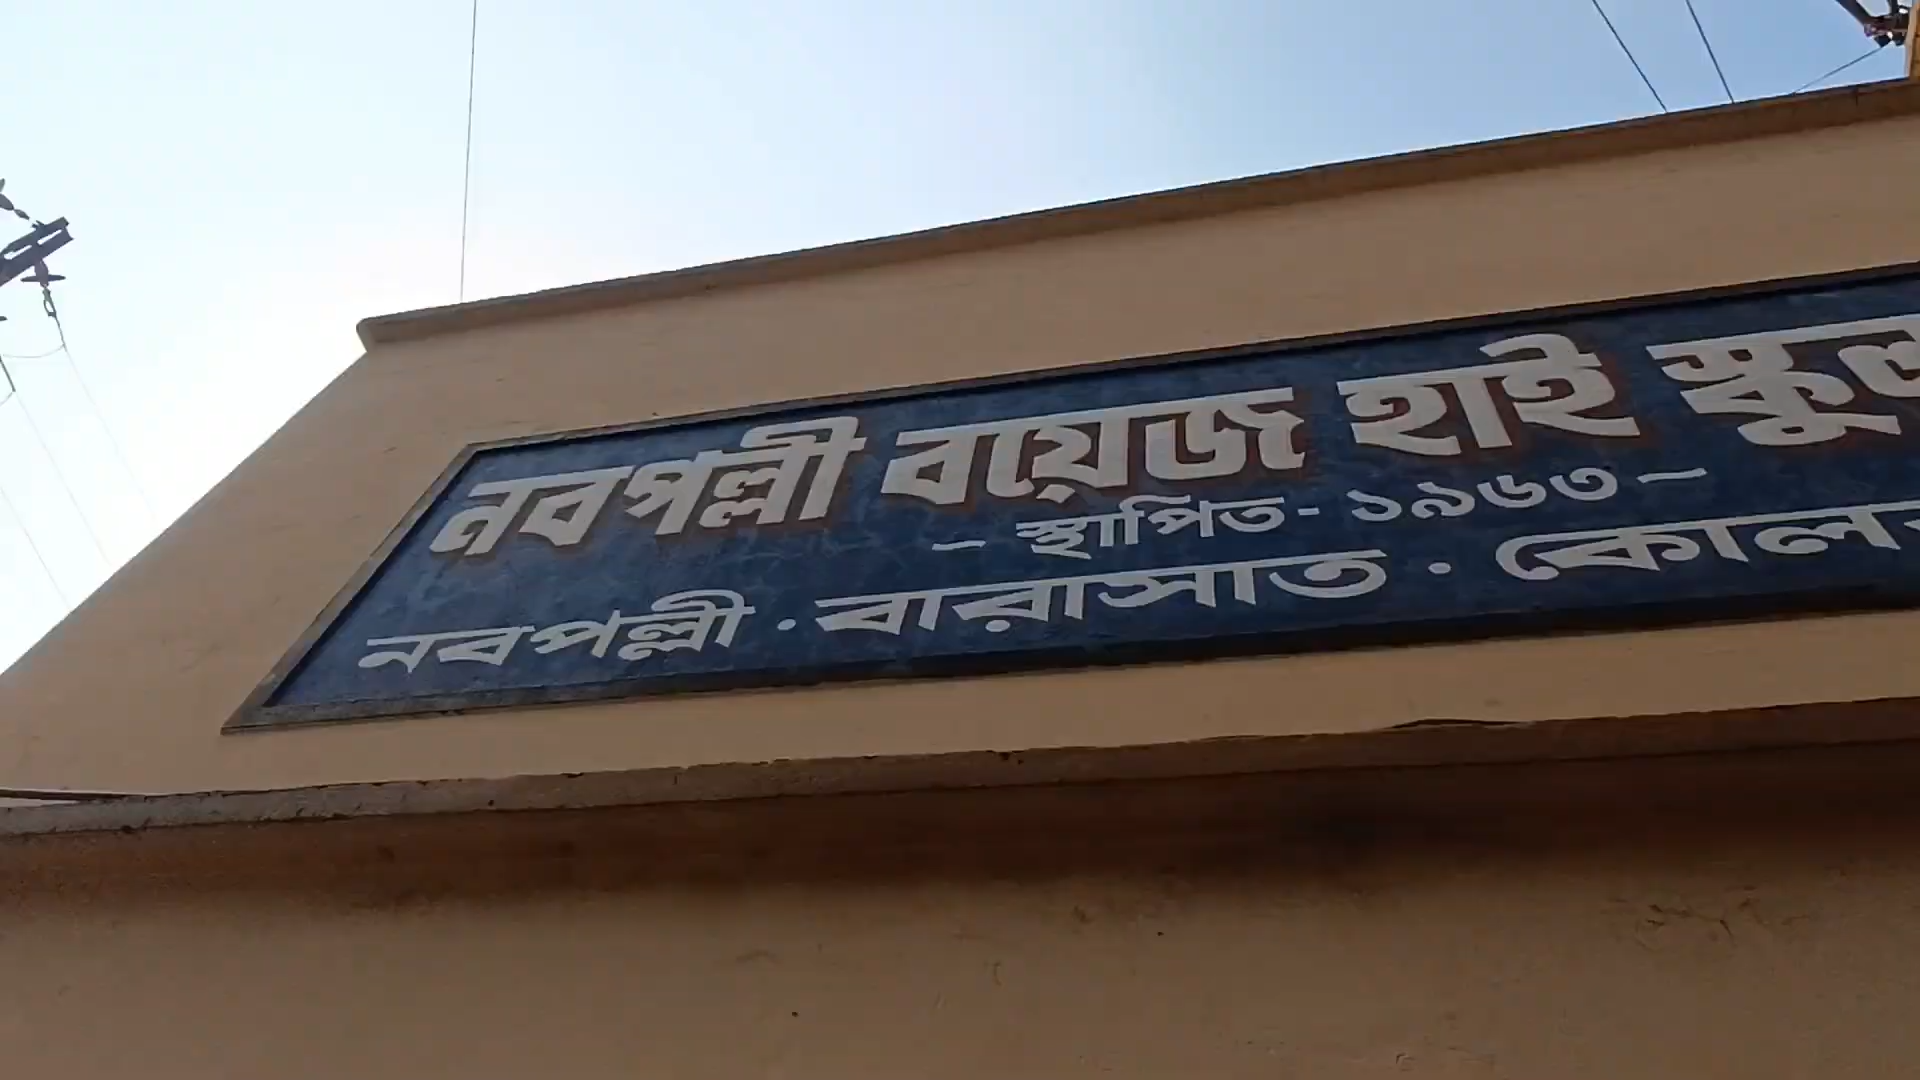 নবপল্লী বয়েজ হাই স্কুল
~ স্থাপিত- ১৯৬৩ ~
নবপল্লী · বারাসাত ·